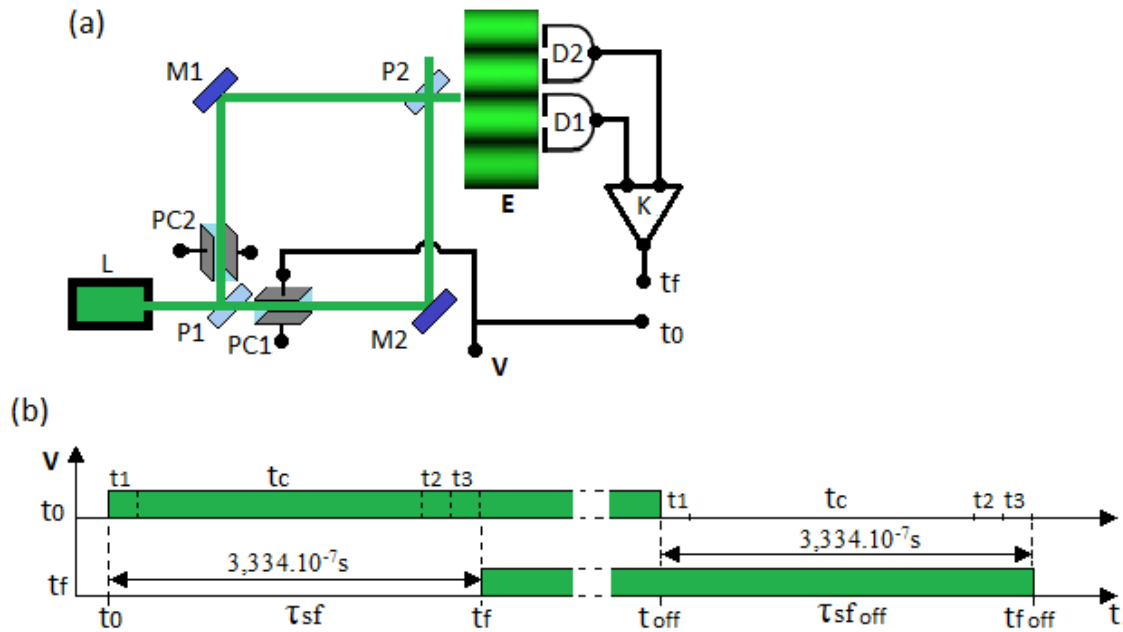 (a)
M1
P2
D2
D1
K
E
PC2
L
P1
PC1
M2
V
tf
t0
(b)
V
t1 tc t2 t3 t1 tc t2 t3
t0
3,334.10⁻⁷s 3,334.10⁻⁷s
tf
t0 τsf tf toff τsfoff tfoff t